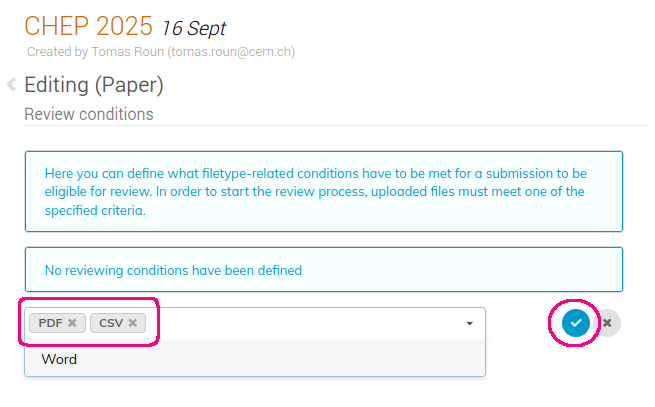 CHEP 2025 16 Sept
Created by Tomas Roun (tomas.roun@cern.ch)
Editing (Paper)
Review conditions
Here you can define what filetype-related conditions have to be met for a submission to be
eligible for review. In order to start the review process, uploaded files must meet one of the
specified criteria.
No reviewing conditions have been defined
PDF CSV
Word